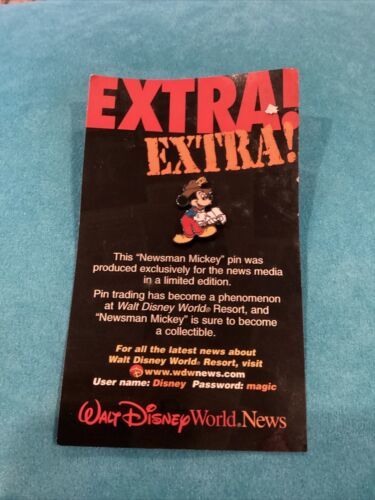 EXTRA!
EXTRA!
This "Newsman Mickey" pin was
produced exclusively for the news media
in a limited edition.
Pin trading has become a phenomenon
at Walt Disney World® Resort, and
"Newsman Mickey" is sure to become
a collectible.
For all the latest news about
Walt Disney World® Resort, visit
www.wdwnews.com
User name: Disney Password: magic
Walt Disney World® News